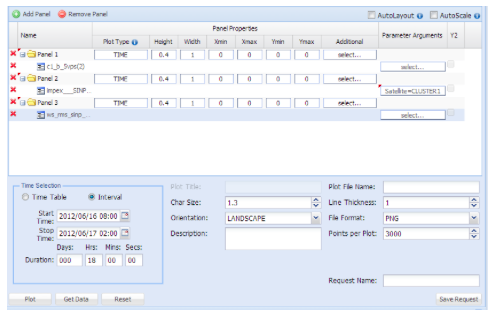 Add Panel Remove Panel AutoLayout AutoScale
Name Panel Properties Parameter Arguments Y2
Plot Type Height Width Xmin Xmax Ymin Ymax Additional
Panel 1 TIME 0.4 1 0 0 0 0 select...
c1_b_5vps(2) select...
Panel 2 TIME 0.4 1 0 0 0 0 select...
impex___SINP... Satellite=CLUSTER1
Panel 3 TIME 0.4 1 0 0 0 0 select...
ws_rms_sinp_... select...
Time Selection Plot Title: Plot File Name:
Time Table Interval Char Size: 1.3 Line Thickness: 1
Start Time: 2012/06/16 08:00 Orientation: LANDSCAPE File Format: PNG
Stop Time: 2012/06/17 02:00 Description: Points per Plot: 3000
Days: Hrs: Mins: Secs:
Duration: 000 18 00 00
Request Name:
Plot Get Data Reset Save Request